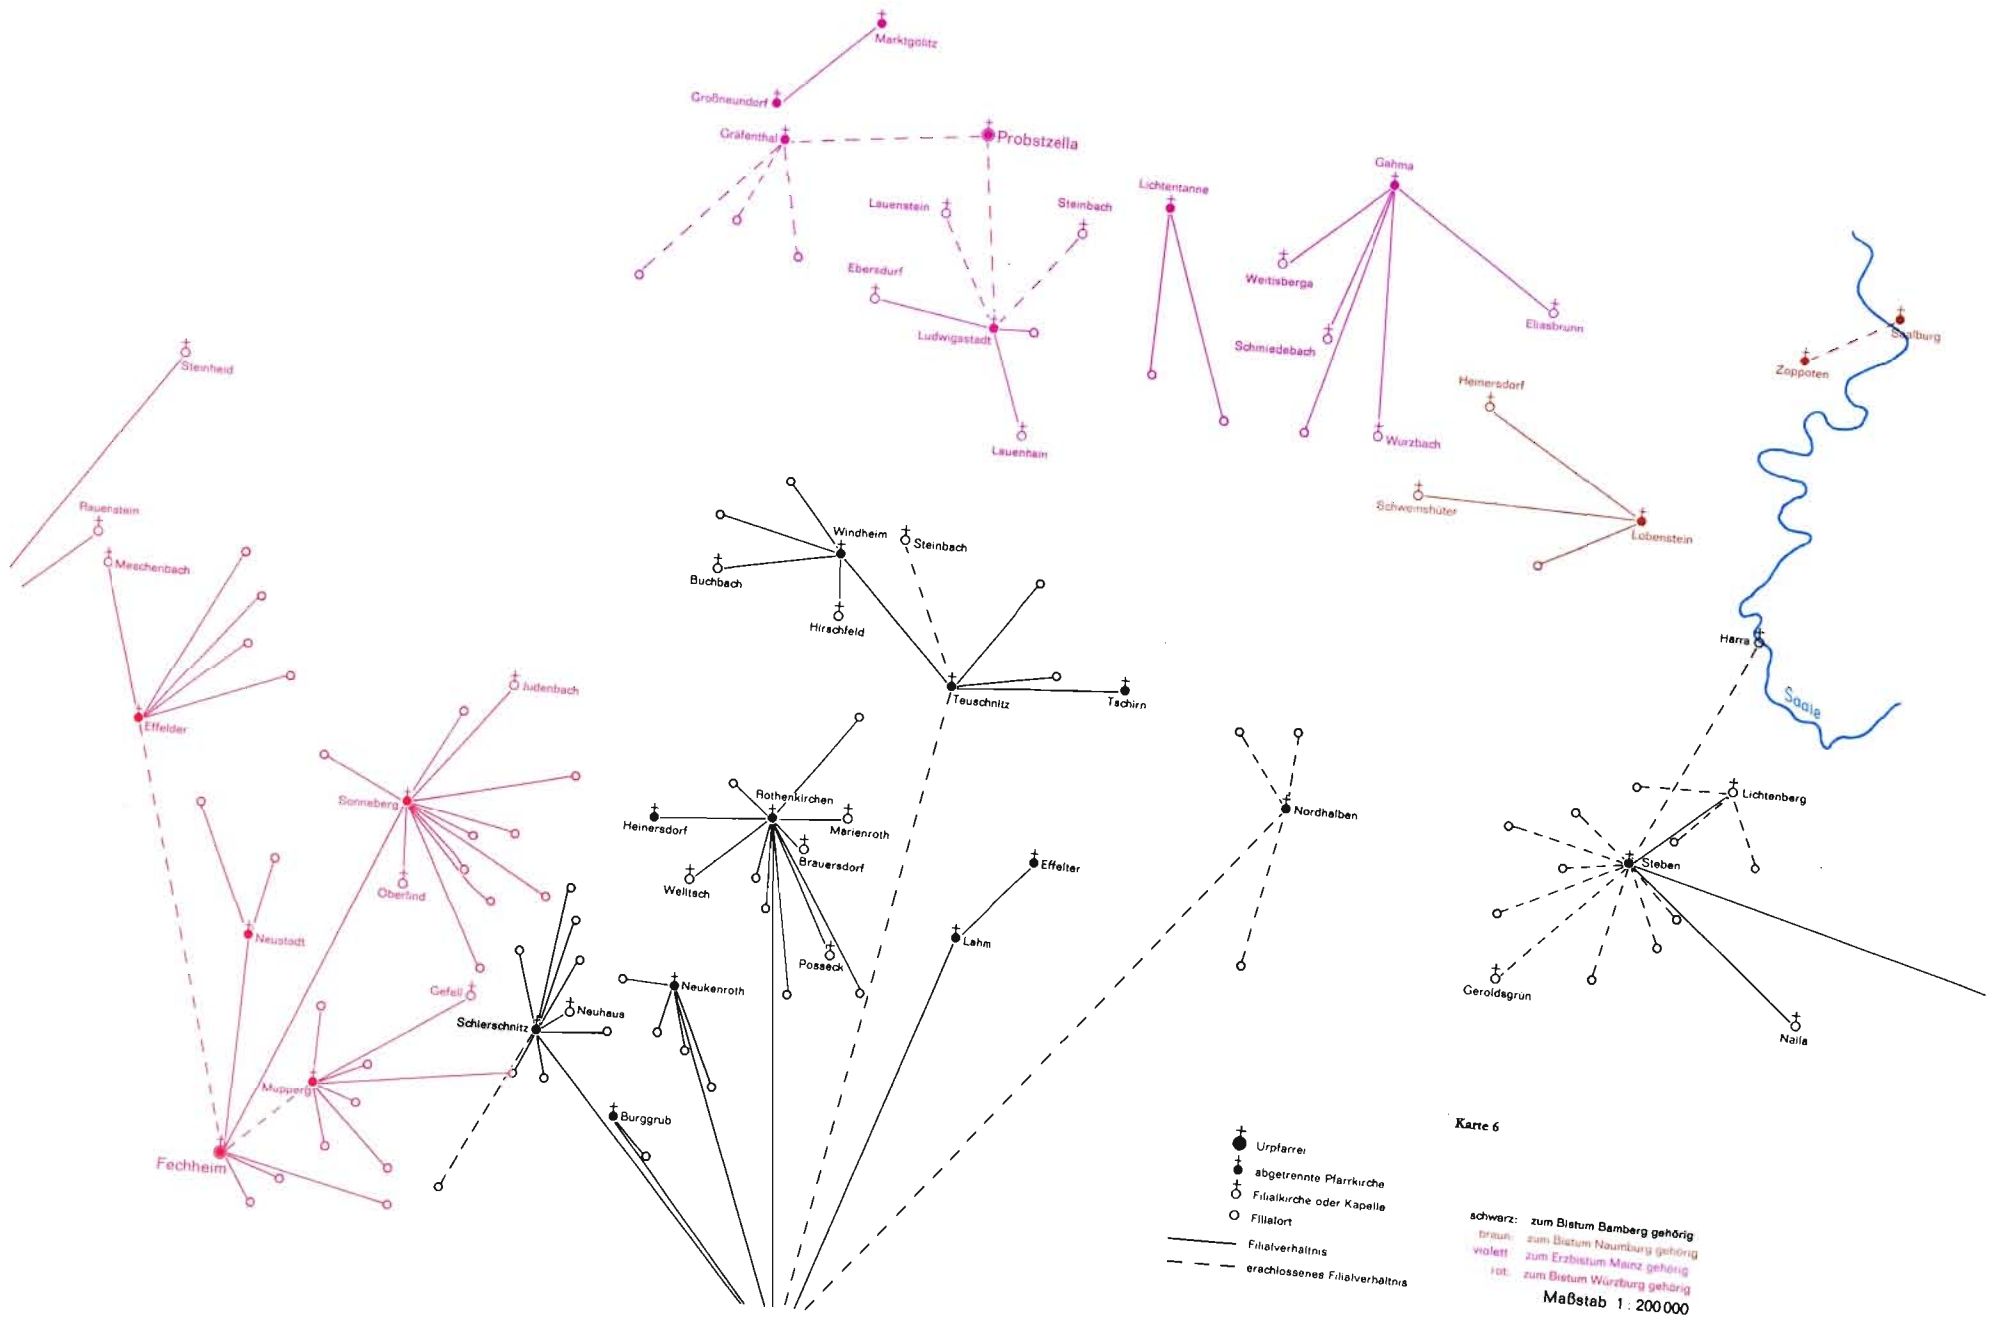 Marktgölitz
Großneundorf
Gräfenthal
Probstzella
Gahma
Lichtentanne
Lauenstein
Steinbach
Ebersdurf
Weitisberga
Ludwigsstadt
Schmiedebach
Eliasbrunn
Saalburg
Zoppoten
Steinheid
Heinersdorf
Wurzbach
Lauenhain
Rauenstein
Schweinshüter
Lobenstein
Windheim
Steinbach
Meschenbach
Buchbach
Hirschfeld
Harra
Judenbach
Teuschnitz
Tschirn
Saale
Effelder
Sonneberg
Rothenkirchen
Heinersdorf
Marienroth
Nordhalben
Lichtenberg
Brauersdorf
Effelter
Steben
Welitsch
Oberlind
Neustadt
Lahm
Posseck
Gefell
Neukenroth
Geroldsgrün
Schierschnitz
Neuhaus
Naila
Mupperg
Burggrub
Fechheim
Karte 6
Urpfarrei
abgetrennte Pfarrkirche
Filialkirche oder Kapelle
Filialort
Filialverhältnis
erschlossenes Filialverhältnis
schwarz: zum Bistum Bamberg gehörig
braun: zum Bistum Naumburg gehörig
violett zum Erzbistum Mainz gehörig
rot: zum Bistum Würzburg gehörig
Maßstab 1 : 200 000